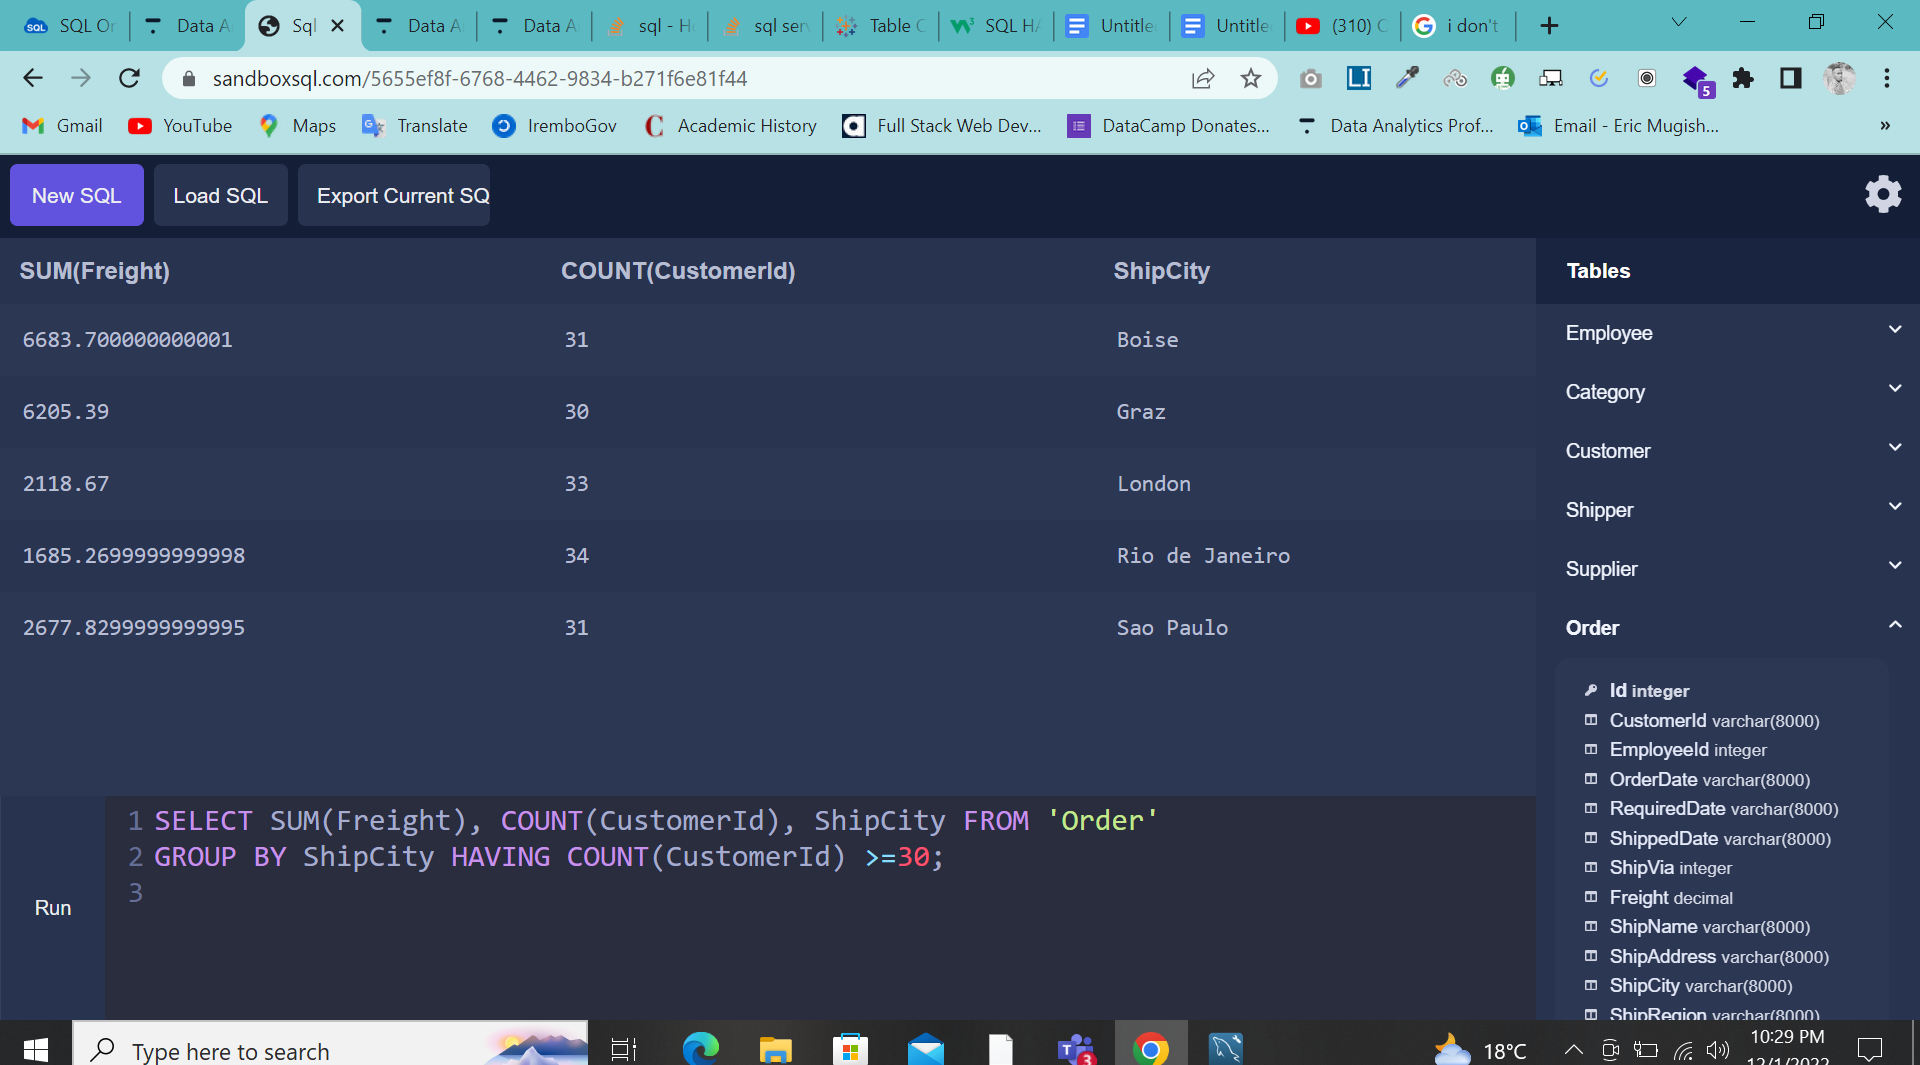 SQL Or
Data A
Sql
Data A
Data A
sql - H
sql ser
Table C
SQL HA
Untitle
Untitle
(310) C
i don't
sandboxsql.com/5655ef8f-6768-4462-9834-b271f6e81f44
LI
5
Gmail
YouTube
Maps
Translate
IremboGov
Academic History
Full Stack Web Dev...
DataCamp Donates...
Data Analytics Prof...
Email - Eric Mugish...
»
New SQL
Load SQL
Export Current SQ
SUM(Freight) COUNT(CustomerId) ShipCity
6683.700000000001 31 Boise
6205.39 30 Graz
2118.67 33 London
1685.2699999999998 34 Rio de Janeiro
2677.8299999999995 31 Sao Paulo
Tables
Employee
Category
Customer
Shipper
Supplier
Order
Id integer
CustomerId varchar(8000)
EmployeeId integer
OrderDate varchar(8000)
RequiredDate varchar(8000)
ShippedDate varchar(8000)
ShipVia integer
Freight decimal
ShipName varchar(8000)
ShipAddress varchar(8000)
ShipCity varchar(8000)
ShipRegion varchar(8000)
Run
1 SELECT SUM(Freight), COUNT(CustomerId), ShipCity FROM 'Order'
2 GROUP BY ShipCity HAVING COUNT(CustomerId) >=30;
3
Type here to search
3
18°C
10:29 PM
12/1/2022